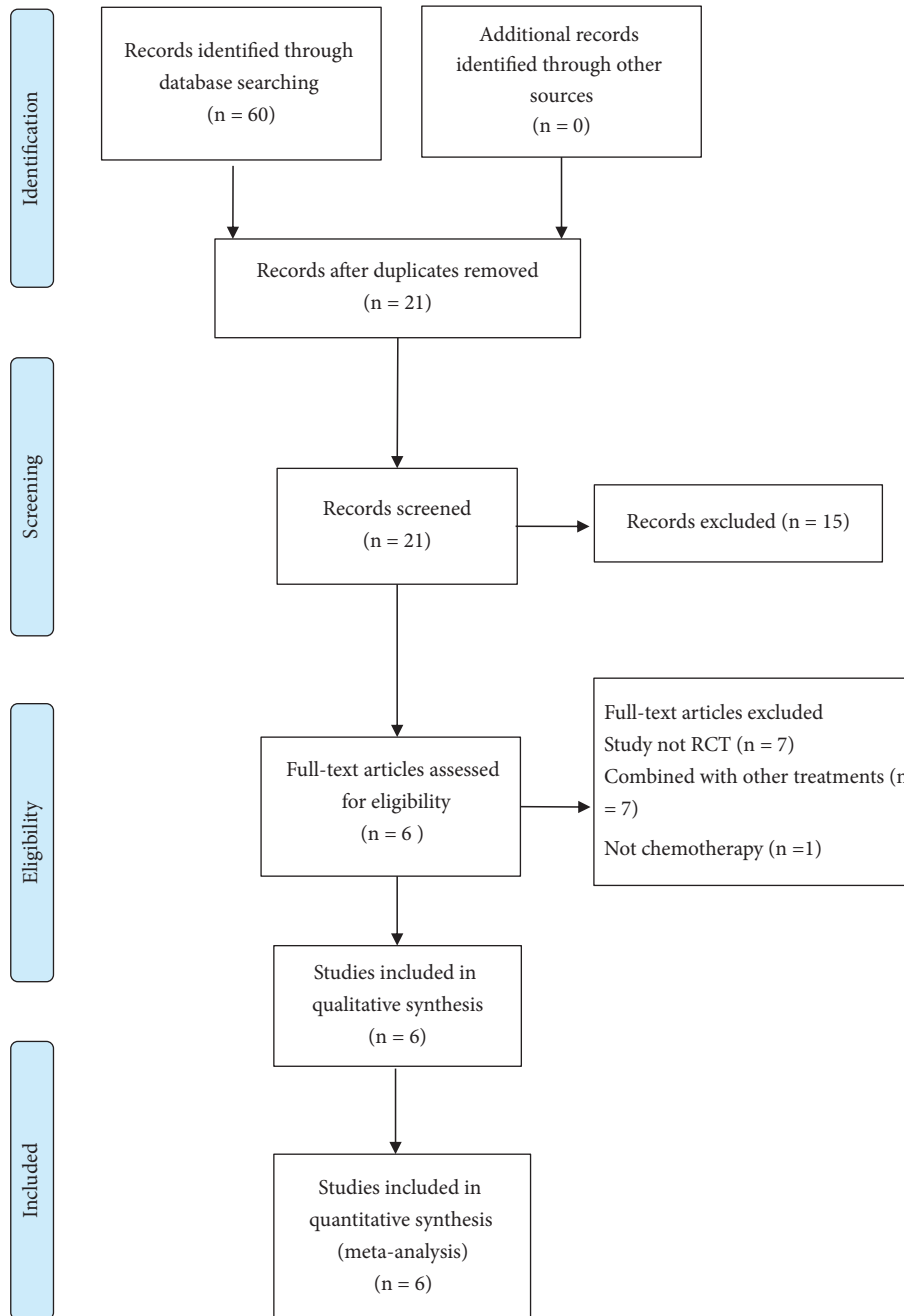 Identification
Records identified through
database searching
(n = 60)
Additional records
identified through other
sources
(n = 0)
Records after duplicates removed
(n = 21)
Screening
Records screened
(n = 21)
Records excluded (n = 15)
Eligibility
Full-text articles assessed
for eligibility
(n = 6 )
Full-text articles excluded
Study not RCT (n = 7)
Combined with other treatments (n
= 7)
Not chemotherapy (n =1)
Studies included in
qualitative synthesis
(n = 6)
Included
Studies included in
quantitative synthesis
(meta-analysis)
(n = 6)